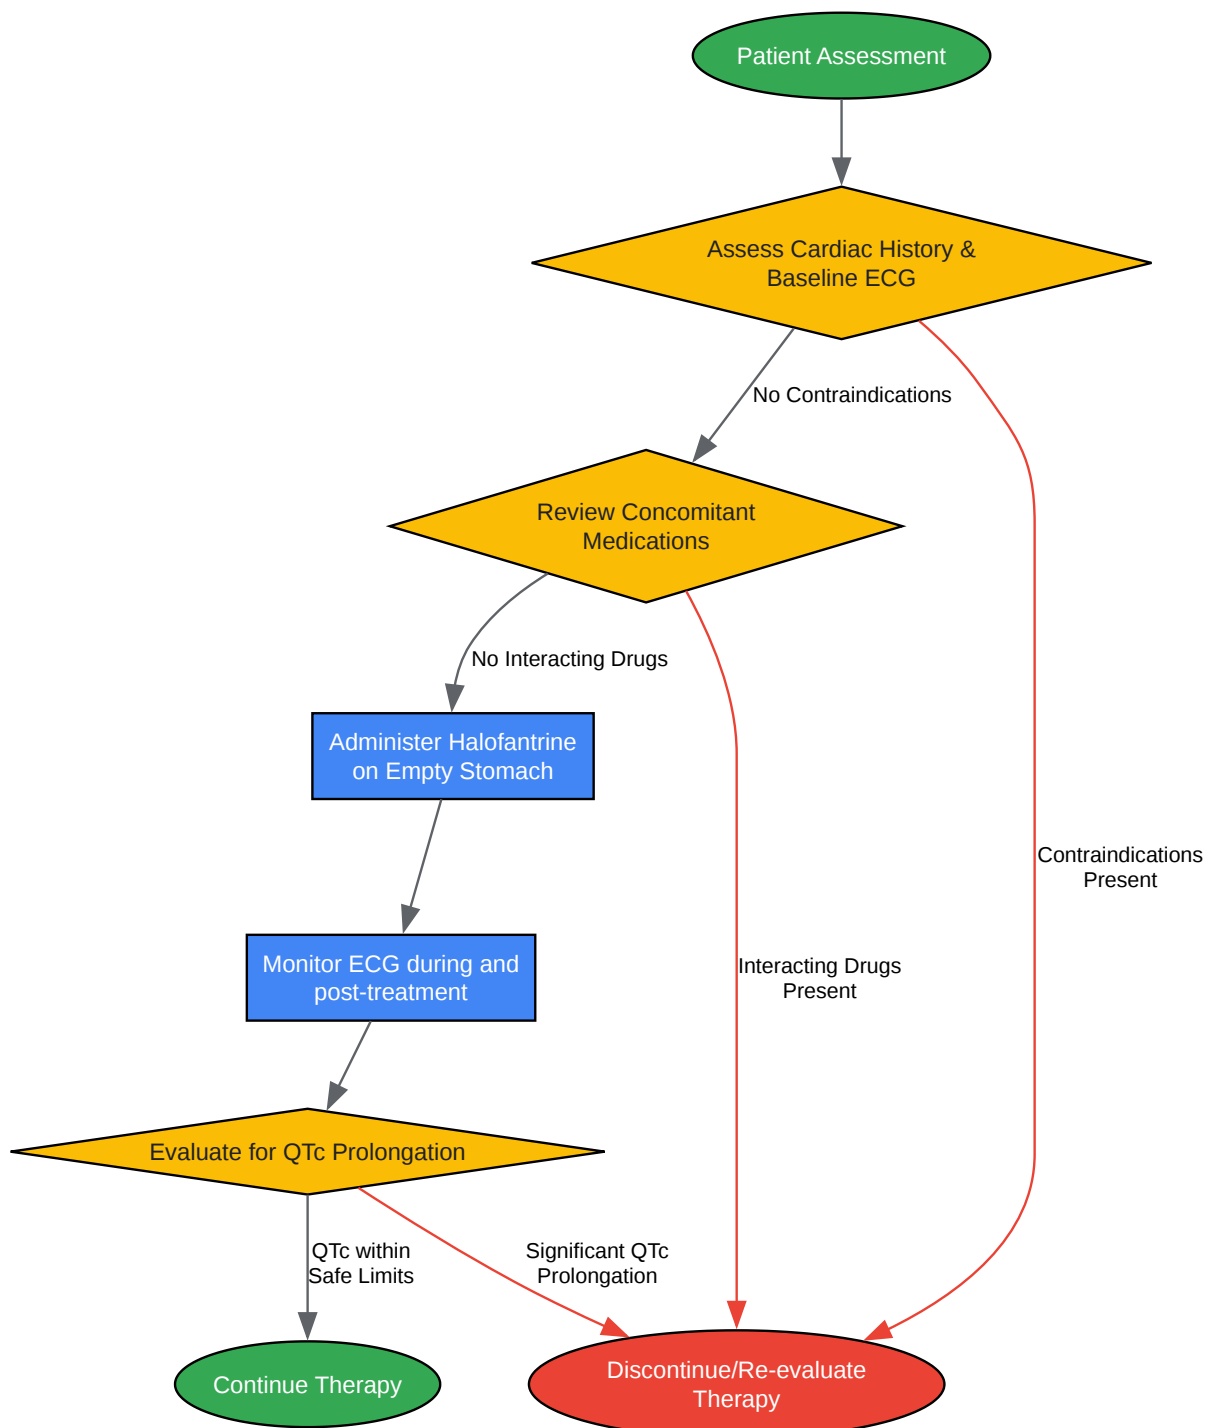 Patient Assessment
Assess Cardiac History &
Baseline ECG
No Contraindications
Review Concomitant
Medications
No Interacting Drugs
Administer Halofantrine
on Empty Stomach
Contraindications
Present
Monitor ECG during and
post-treatment
Interacting Drugs
Present
Evaluate for QTc Prolongation
QTc within
Safe Limits
Significant QTc
Prolongation
Continue Therapy
Discontinue/Re-evaluate
Therapy